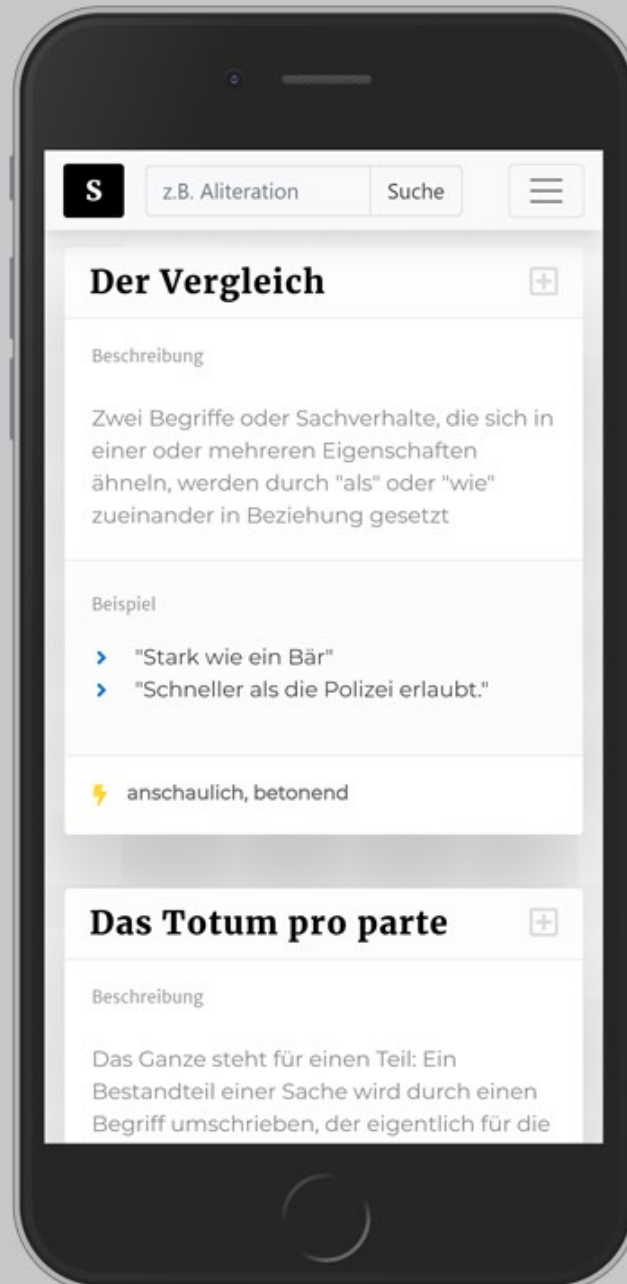 S z.B. Aliteration Suche
Der Vergleich
Beschreibung
Zwei Begriffe oder Sachverhalte, die sich in
einer oder mehreren Eigenschaften
ähneln, werden durch "als" oder "wie"
zueinander in Beziehung gesetzt
Beispiel
"Stark wie ein Bär"
"Schneller als die Polizei erlaubt."
anschaulich, betonend
Das Totum pro parte
Beschreibung
Das Ganze steht für einen Teil: Ein
Bestandteil einer Sache wird durch einen
Begriff umschrieben, der eigentlich für die